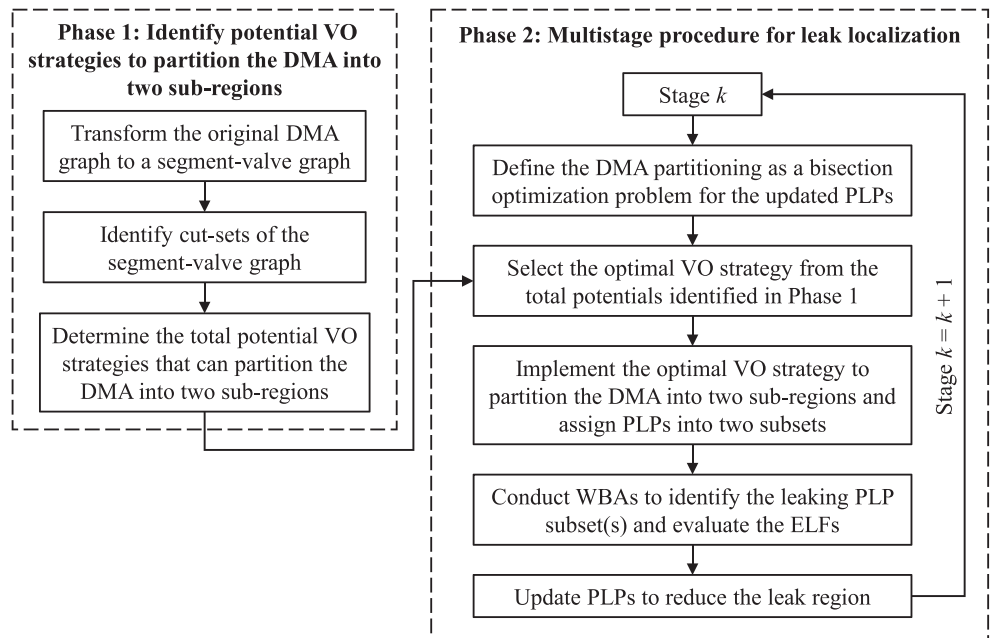 Phase 1: Identify potential VO
strategies to partition the DMA into
two sub-regions
Transform the original DMA
graph to a segment-valve graph
Identify cut-sets of the
segment-valve graph
Determine the total potential VO
strategies that can partition the
DMA into two sub-regions
Phase 2: Multistage procedure for leak localization
Stage k
Define the DMA partitioning as a bisection
optimization problem for the updated PLPs
Select the optimal VO strategy from the
total potentials identified in Phase 1
Implement the optimal VO strategy to
partition the DMA into two sub-regions and
assign PLPs into two subsets
Conduct WBAs to identify the leaking PLP
subset(s) and evaluate the ELFs
Update PLPs to reduce the leak region
Stage k = k + 1